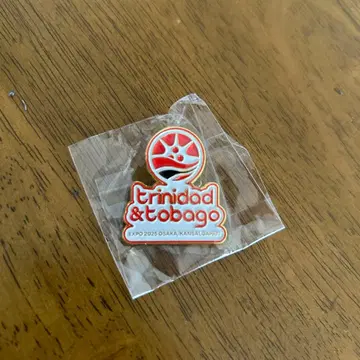 trinidad
&tobago
EXPO 2025 OSAKA, KANSAI, JAPAN